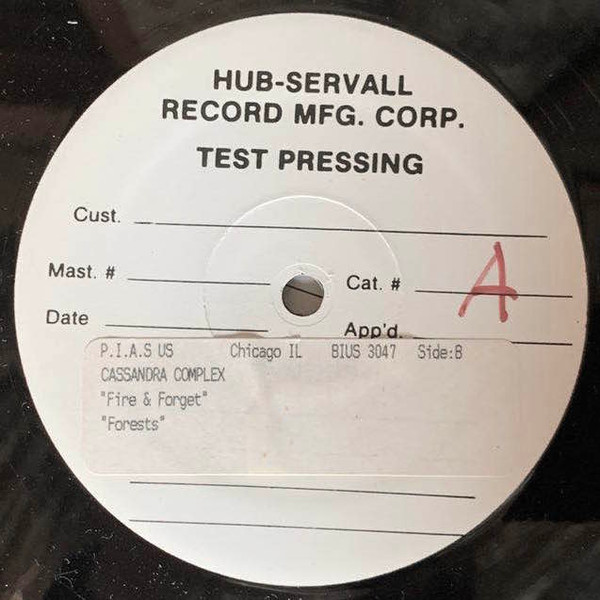 HUB-SERVALL
RECORD MFG. CORP.
TEST PRESSING
Cust.
Mast. # Cat. # A
Date App'd.
P.I.A.S US Chicago IL BIUS 3047 Side:B
CASSANDRA COMPLEX
"Fire & Forget"
"Forests"